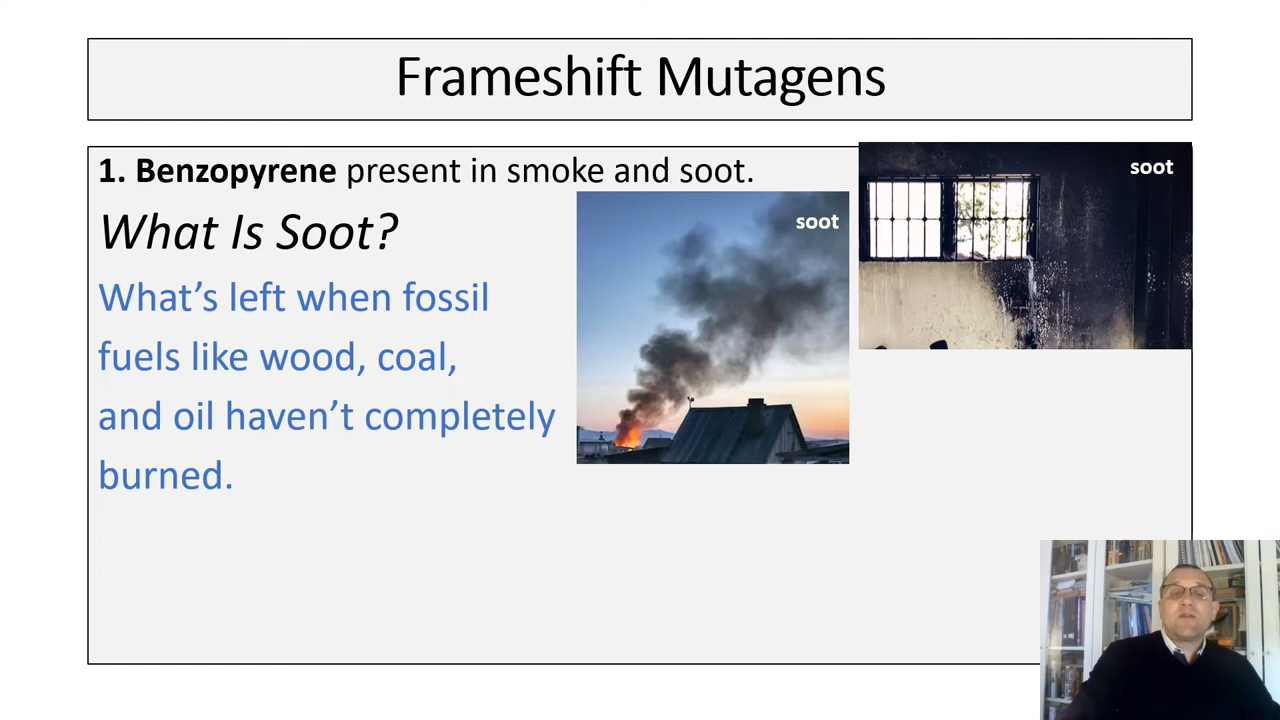 Frameshift Mutagens
1. Benzopyrene present in smoke and soot.
soot
What Is Soot?
soot
What’s left when fossil
fuels like wood, coal,
and oil haven’t completely
burned.